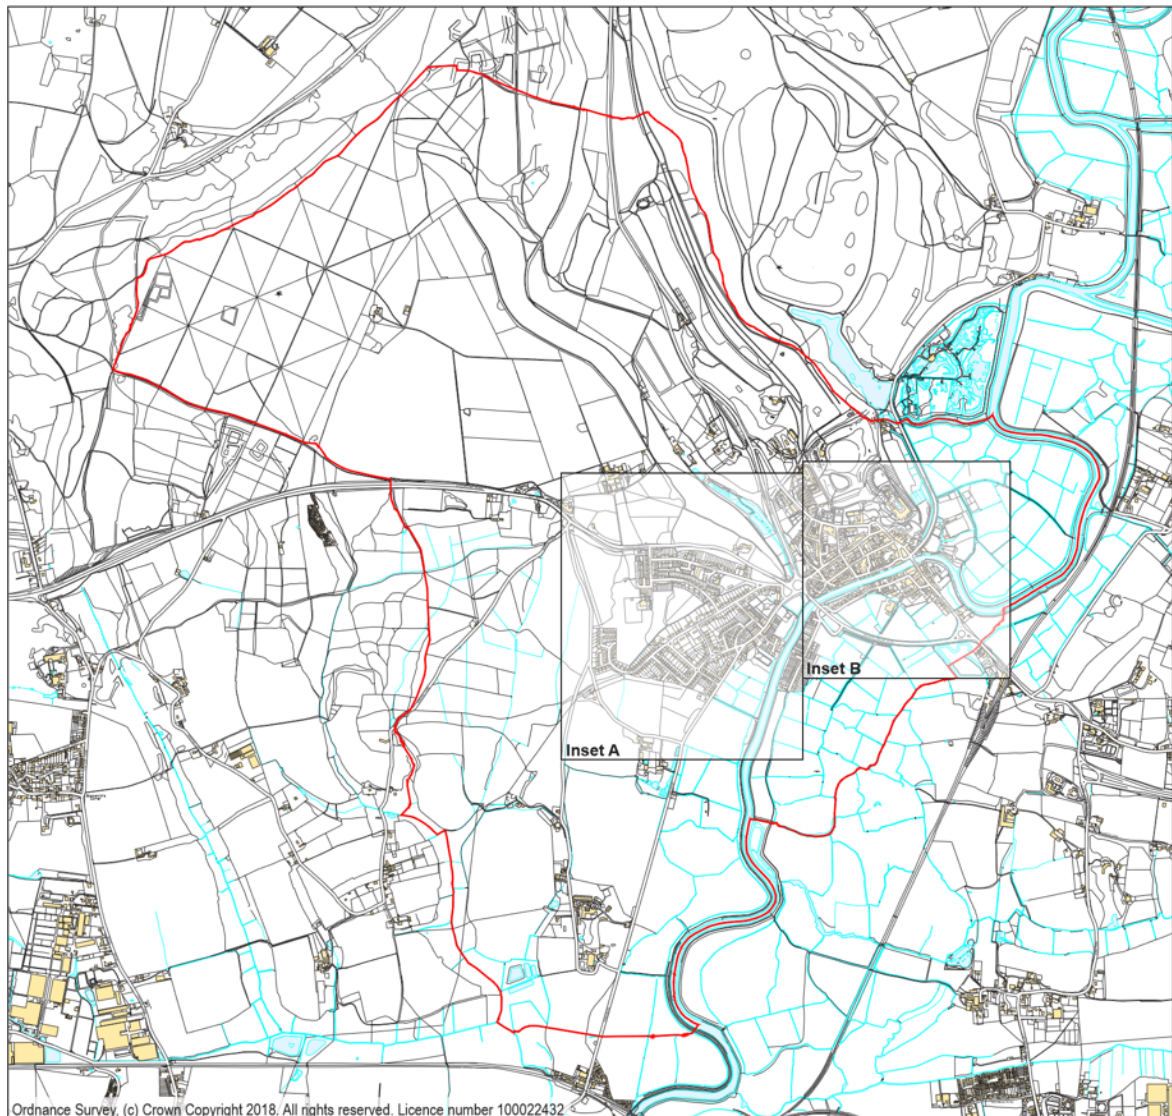 Inset B
Inset A
Ordnance Survey, (c) Crown Copyright 2018. All rights reserved. Licence number 100022432